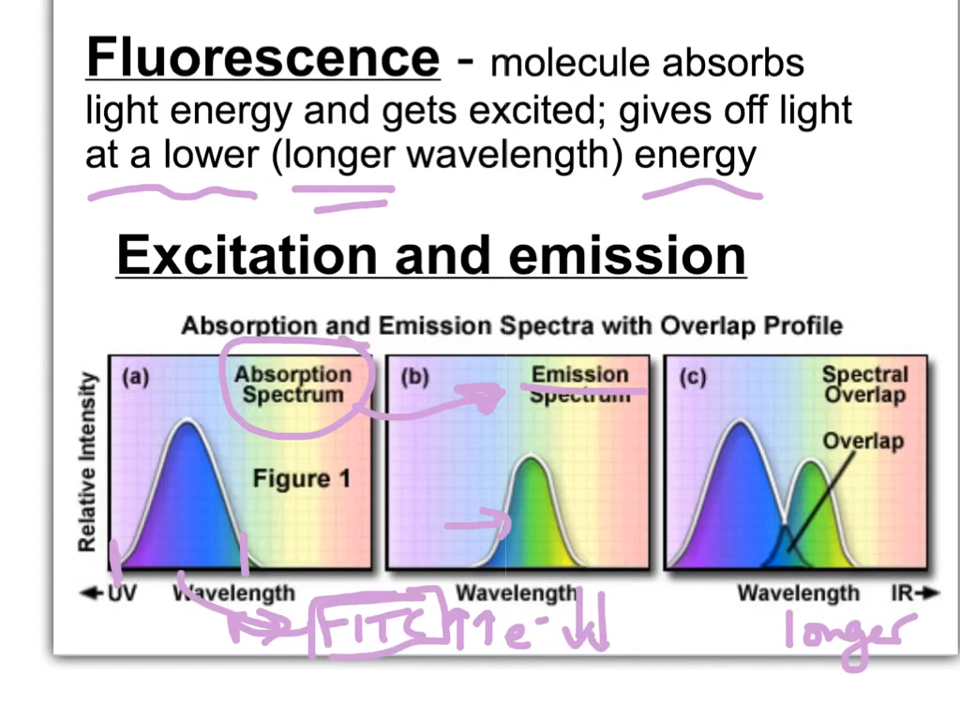 Fluorescence - molecule absorbs
light energy and gets excited; gives off light
at a lower (longer wavelength) energy
Excitation and emission
Absorption and Emission Spectra with Overlap Profile
Relative Intensity
(a) Absorption
Spectrum
Figure 1
(b) Emission
Spectrum
(c) Spectral
Overlap
Overlap
UV Wavelength
Wavelength
Wavelength IR
FITC e-
longer